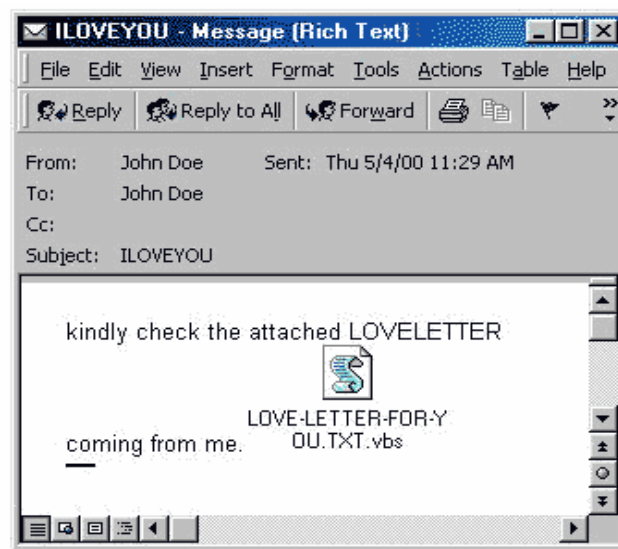 ILOVEYOU - Message (Rich Text)
File Edit View Insert Format Tools Actions Table Help
Reply Reply to All Forward
From: John Doe Sent: Thu 5/4/00 11:29 AM
To: John Doe
Cc:
Subject: ILOVEYOU
kindly check the attached LOVELETTER
LOVE-LETTER-FOR-Y
OU.TXT.vbs
coming from me.